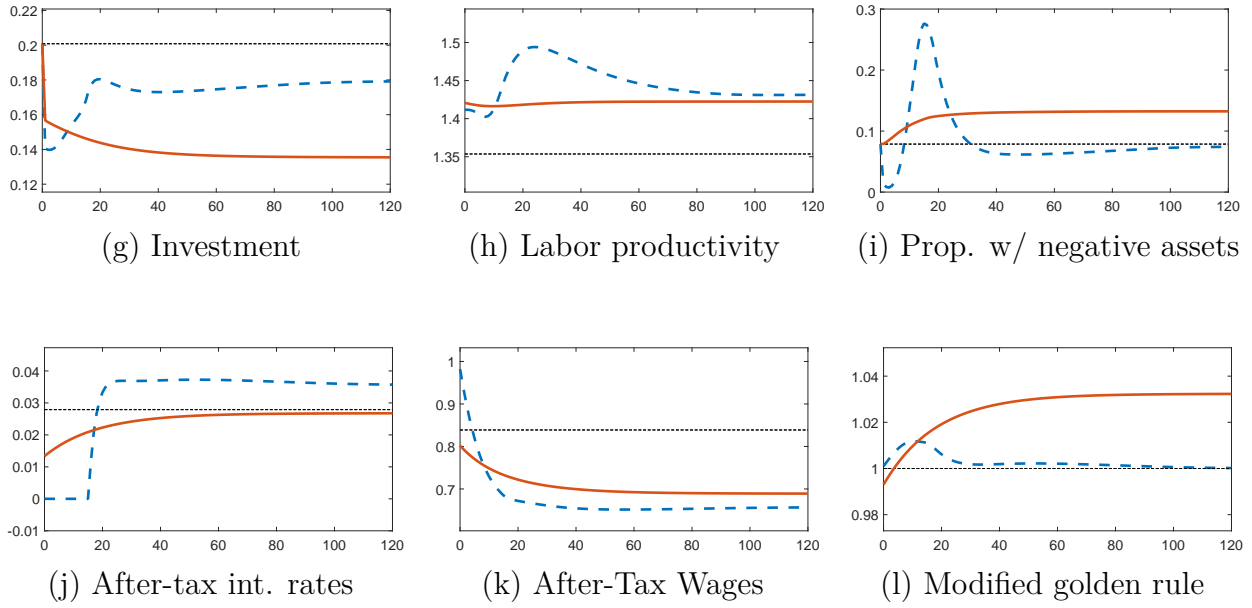 0.22
0.2
0.18
0.16
0.14
0.12
0 20 40 60 80 100 120
(g) Investment
1.5
1.45
1.4
1.35
0 20 40 60 80 100 120
(h) Labor productivity
0.3
0.2
0.1
0
0 20 40 60 80 100 120
(i) Prop. w/ negative assets
0.04
0.03
0.02
0.01
0
-0.01
0 20 40 60 80 100 120
(j) After-tax int. rates
1
0.9
0.8
0.7
0 20 40 60 80 100 120
(k) After-Tax Wages
1.04
1.02
1
0.98
0 20 40 60 80 100 120
(l) Modified golden rule